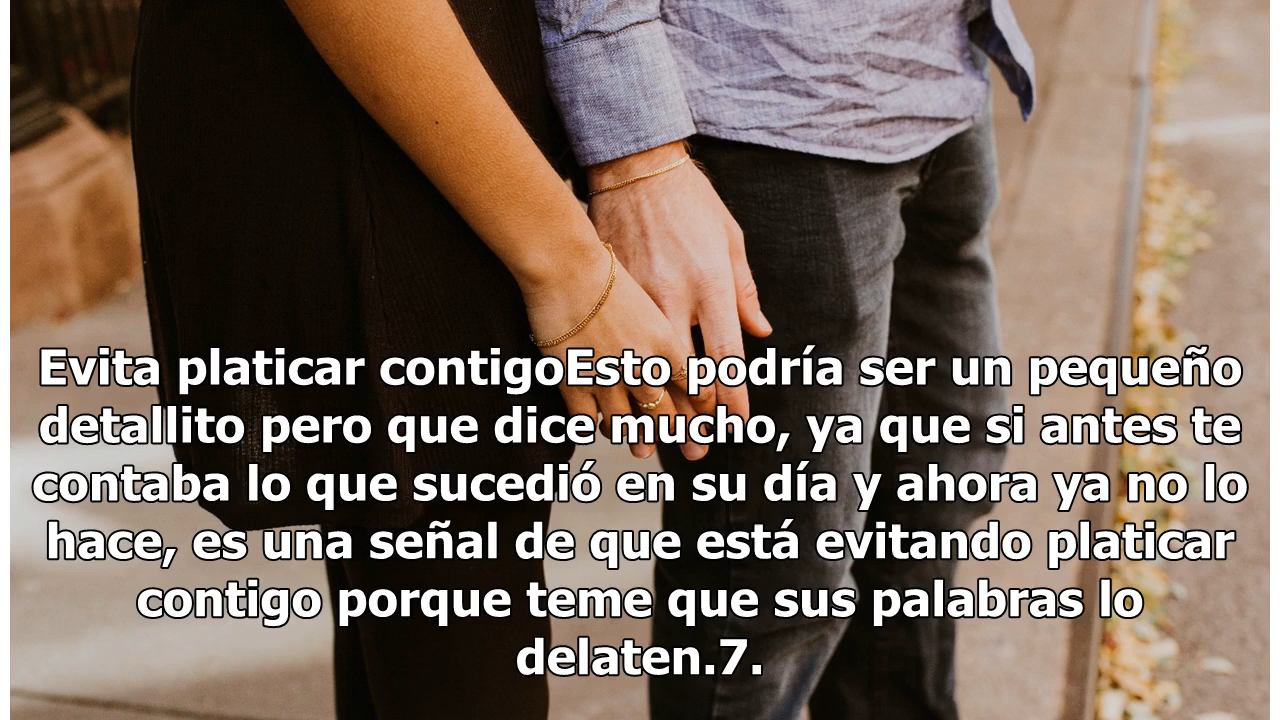 Evita platicar contigoEsto podría ser un pequeño
detallito pero que dice mucho, ya que si antes te
contaba lo que sucedió en su día y ahora ya no lo
hace, es una señal de que está evitando platicar
contigo porque teme que sus palabras lo
delaten.7.